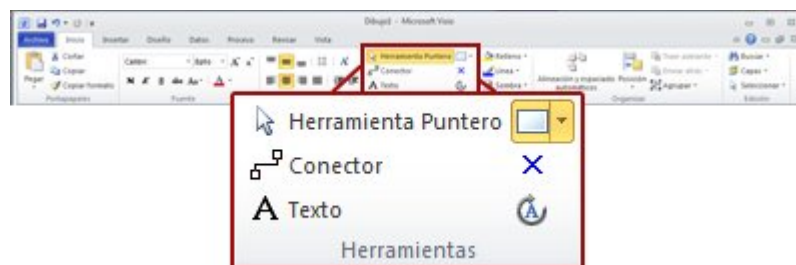 Dibujo1 - Microsoft Visio
Archivo Inicio Insertar Diseño Datos Proceso Revisar Vista
Cortar
Copiar
Copiar formato
Pegar
Portapapeles
Calibri
N K S abc Aa A
Fuente
Herramienta Puntero
Conector
Texto
Relleno
Línea
Sombra
Alineación y espaciado automáticos
Posición
Traer adelante
Enviar atrás
Agrupar
Organizar
Buscar
Capas
Seleccionar
Edición
Herramienta Puntero
Conector
A Texto
Herramientas